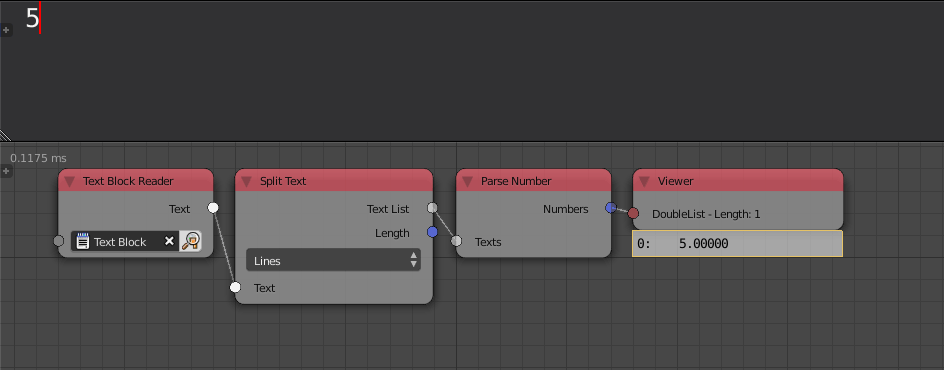 5
0.1175 ms
Text Block Reader
Text
Text Block
Split Text
Text List
Length
Lines
Text
Parse Number
Numbers
Texts
Viewer
DoubleList - Length: 1
0: 5.00000